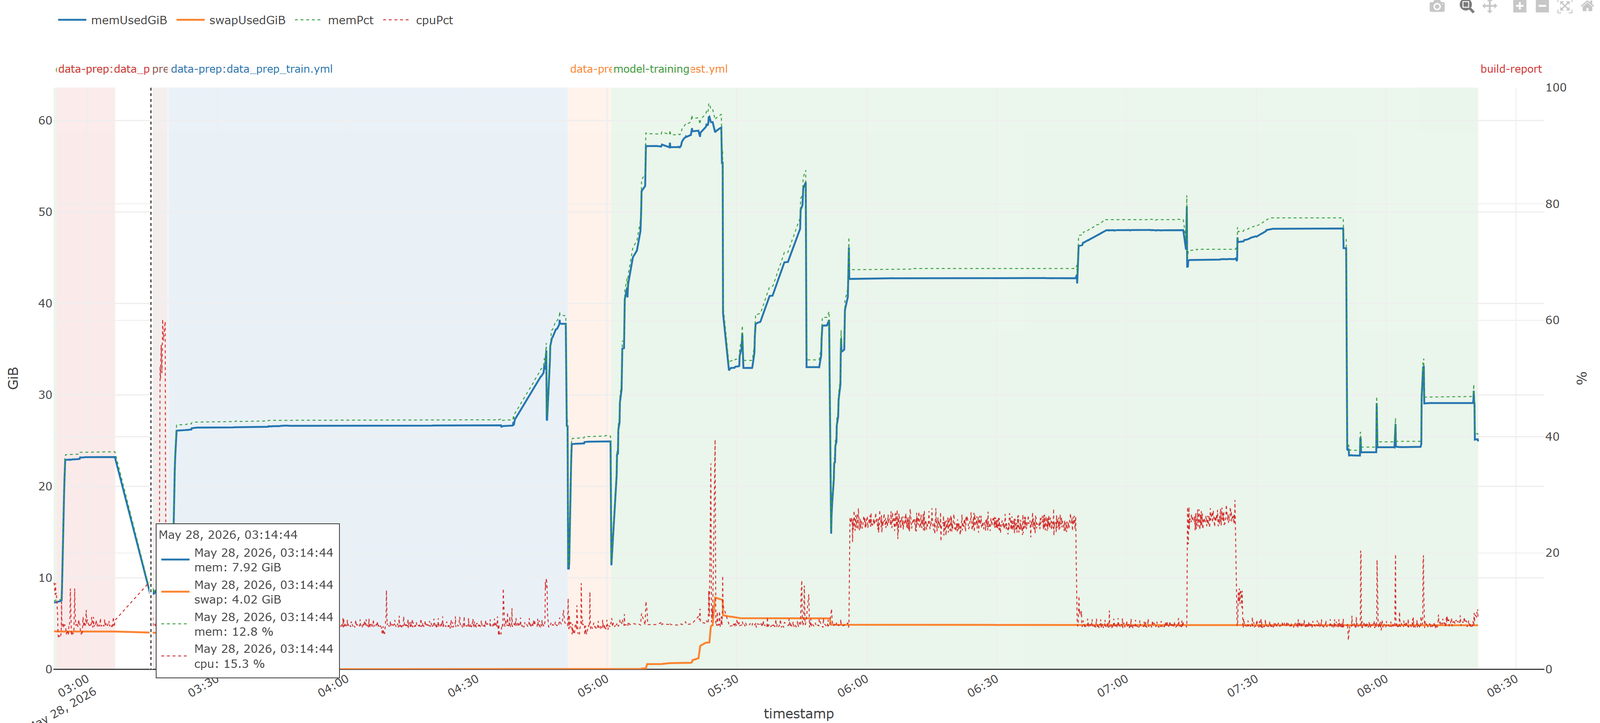 memUsedGiB swapUsedGiB memPct cpuPct
data-prep:data_p pre data-prep:data_prep_train.yml data-pre model-training est.yml build-report
100
60
80
50
40
60
30
40
20
20
10
0
0
GiB
%
May 28, 2026, 03:14:44
May 28, 2026, 03:14:44
mem: 7.92 GiB
May 28, 2026, 03:14:44
swap: 4.02 GiB
May 28, 2026, 03:14:44
mem: 12.8 %
May 28, 2026, 03:14:44
cpu: 15.3 %
03:00 03:30 04:00 04:30 05:00 05:30 06:00 06:30 07:00 07:30 08:00 08:30
28, 2026
timestamp